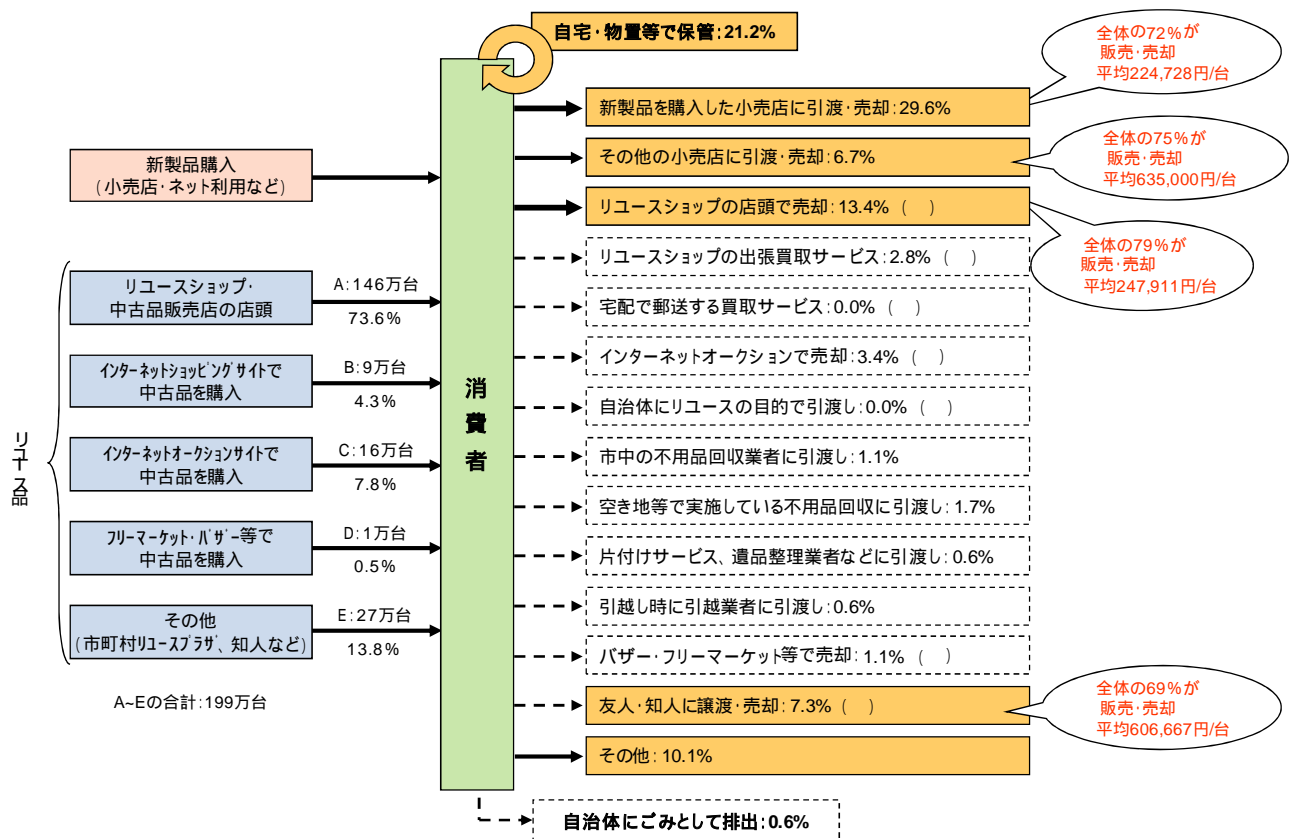 自宅・物置等で保管:21.2%
全体の72%が
販売・売却
平均224,728円/台
新製品を購入した小売店に引渡・売却:29.6%
その他の小売店に引渡・売却:6.7%
全体の75%が
販売・売却
平均635,000円/台
新製品購入
(小売店・ネット利用など)
リユースショップの店頭で売却:13.4% ( )
全体の79%が
販売・売却
平均247,911円/台
リユースショップの出張買取サービス:2.8% ( )
宅配で郵送する買取サービス:0.0% ( )
インターネットオークションで売却:3.4% ( )
自治体にリユースの目的で引渡し:0.0% ( )
市中の不用品回収業者に引渡し:1.1%
空き地等で実施している不用品回収に引渡し:1.7%
片付けサービス、遺品整理業者などに引渡し:0.6%
引越し時に引越業者に引渡し:0.6%
バザー・フリーマーケット等で売却:1.1% ( )
友人・知人に譲渡・売却:7.3% ( )
全体の69%が
販売・売却
平均606,667円/台
その他:10.1%
消費者
リユース品
リユースショップ・
中古品販売店の店頭
A:146万台
73.6%
インターネットショッピングサイトで
中古品を購入
B:9万台
4.3%
インターネットオークションサイトで
中古品を購入
C:16万台
7.8%
フリーマーケット・バザー等で
中古品を購入
D:1万台
0.5%
その他
(市町村リユースプラザ、知人など)
E:27万台
13.8%
A~Eの合計:199万台
自治体にごみとして排出:0.6%